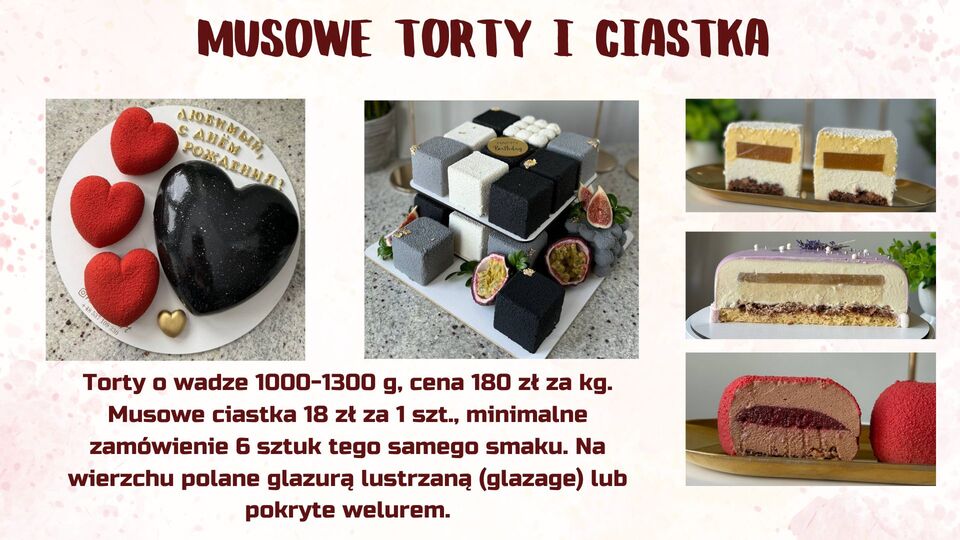 MUSOWE TORTY I CIASTKA
ЛЮБИМЫЙ,
С ДНЁМ
РОЖДЕНИЯ!
Birthday
Torty o wadze 1000-1300 g, cena 180 zł za kg.
Musowe ciastka 18 zł za 1 szt., minimalne
zamówienie 6 sztuk tego samego smaku. Na
wierzchu polane glazurą lustrzaną (glazage) lub
pokryte welurem.